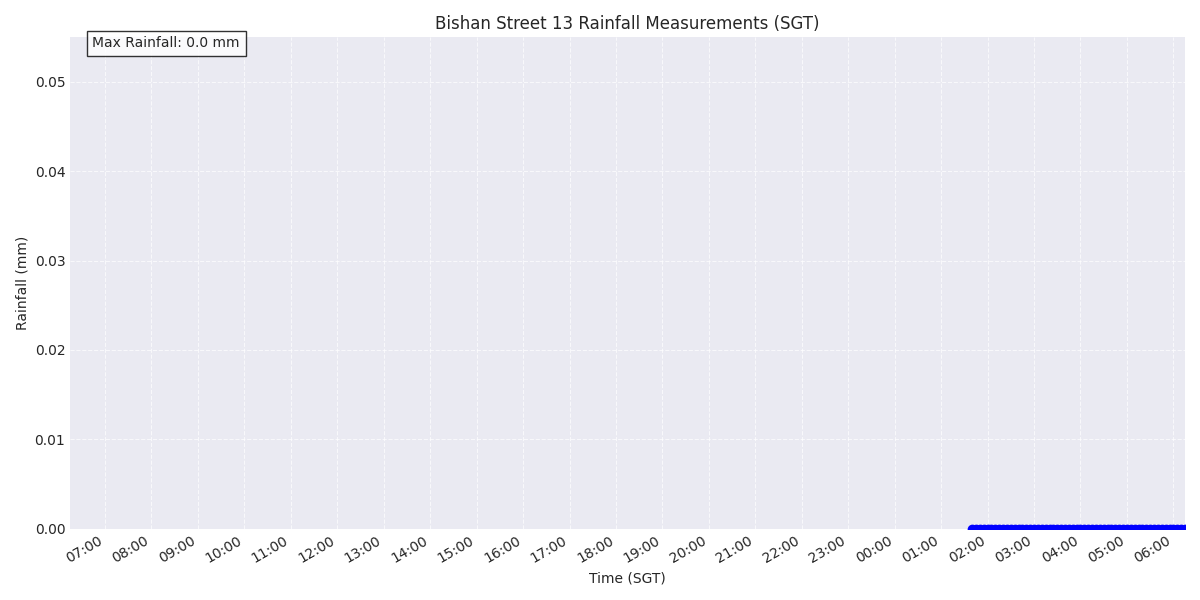 Bishan Street 13 Rainfall Measurements (SGT)
Max Rainfall: 0.0 mm
Rainfall (mm)
0.05
0.04
0.03
0.02
0.01
0.00
07:00 08:00 09:00 10:00 11:00 12:00 13:00 14:00 15:00 16:00 17:00 18:00 19:00 20:00 21:00 22:00 23:00 00:00 01:00 02:00 03:00 04:00 05:00 06:00
Time (SGT)